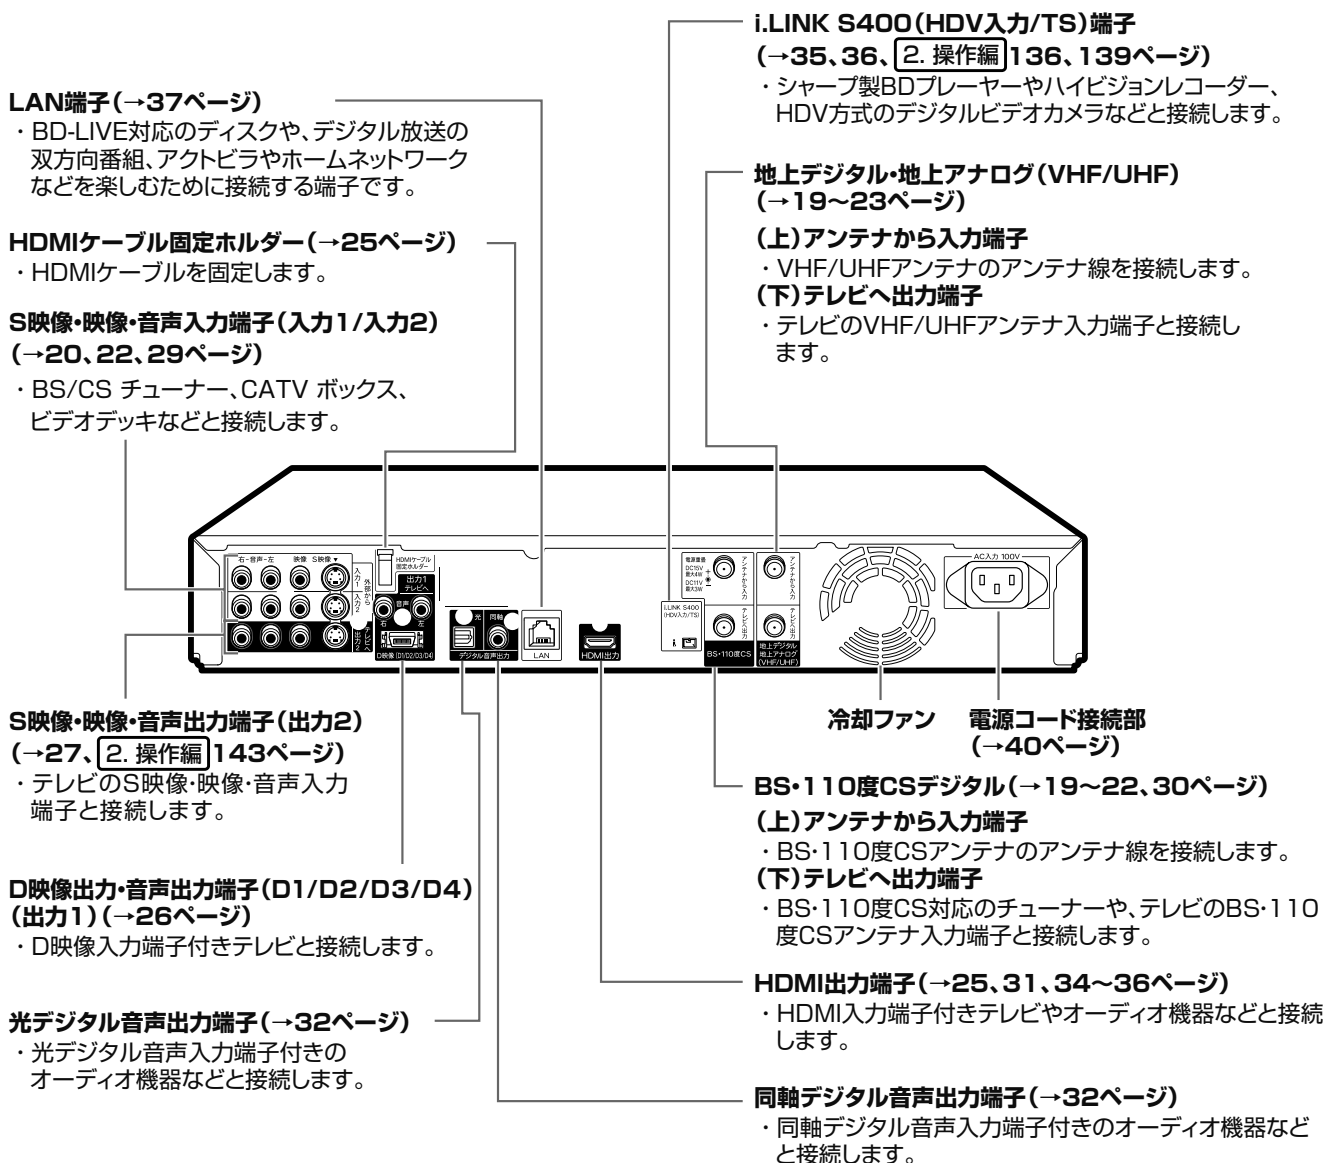 i.LINK S400(HDV入力/TS)端子
(→35、36、2. 操作編 136、139ページ)
・シャープ製BDプレーヤーやハイビジョンレコーダー、
HDV方式のデジタルビデオカメラなどと接続します。
LAN端子(→37ページ)
・BD-LIVE対応のディスクや、デジタル放送の
双方向番組、アクトビラやホームネットワーク
などを楽しむために接続する端子です。
地上デジタル・地上アナログ(VHF/UHF)
(→19〜23ページ)
(上)アンテナから入力端子
・VHF/UHFアンテナのアンテナ線を接続します。
(下)テレビへ出力端子
・テレビのVHF/UHFアンテナ入力端子と接続し
ます。
HDMIケーブル固定ホルダー(→25ページ)
・HDMIケーブルを固定します。
S映像・映像・音声入力端子(入力1/入力2)
(→20、22、29ページ)
・BS/CS チューナー、CATV ボックス、
ビデオデッキなどと接続します。
右-音声-左 映像 S映像▼
入力1
入力2
外部から
出力2
テレビへ
HDMIケーブル
固定ホルダー
出力1
テレビへ
音声
右 左
D映像(D1/D2/D3/D4)
光 同軸
デジタル音声出力
LAN
HDMI出力
i.LINK S400
(HDV入力/TS)
電源重畳
DC15V
最大4W
DC11V
最大3W
アンテナから入力
テレビへ出力
BS・110度CS
アンテナから入力
テレビへ出力
地上デジタル
地上アナログ
(VHF/UHF)
AC入力 100V
冷却ファン
電源コード接続部
(→40ページ)
S映像・映像・音声出力端子(出力2)
(→27、2. 操作編 143ページ)
・テレビのS映像・映像・音声入力
端子と接続します。
D映像出力・音声出力端子(D1/D2/D3/D4)
(出力1)(→26ページ)
・D映像入力端子付きテレビと接続します。
光デジタル音声出力端子(→32ページ)
・光デジタル音声入力端子付きの
オーディオ機器などと接続します。
BS・110度CSデジタル(→19〜22、30ページ)
(上)アンテナから入力端子
・BS・110度CSアンテナのアンテナ線を接続します。
(下)テレビへ出力端子
・BS・110度CS対応のチューナーや、テレビのBS・110
度CSアンテナ入力端子と接続します。
HDMI出力端子(→25、31、34〜36ページ)
・HDMI入力端子付きテレビやオーディオ機器などと接続
します。
同軸デジタル音声出力端子(→32ページ)
・同軸デジタル音声入力端子付きのオーディオ機器など
と接続します。